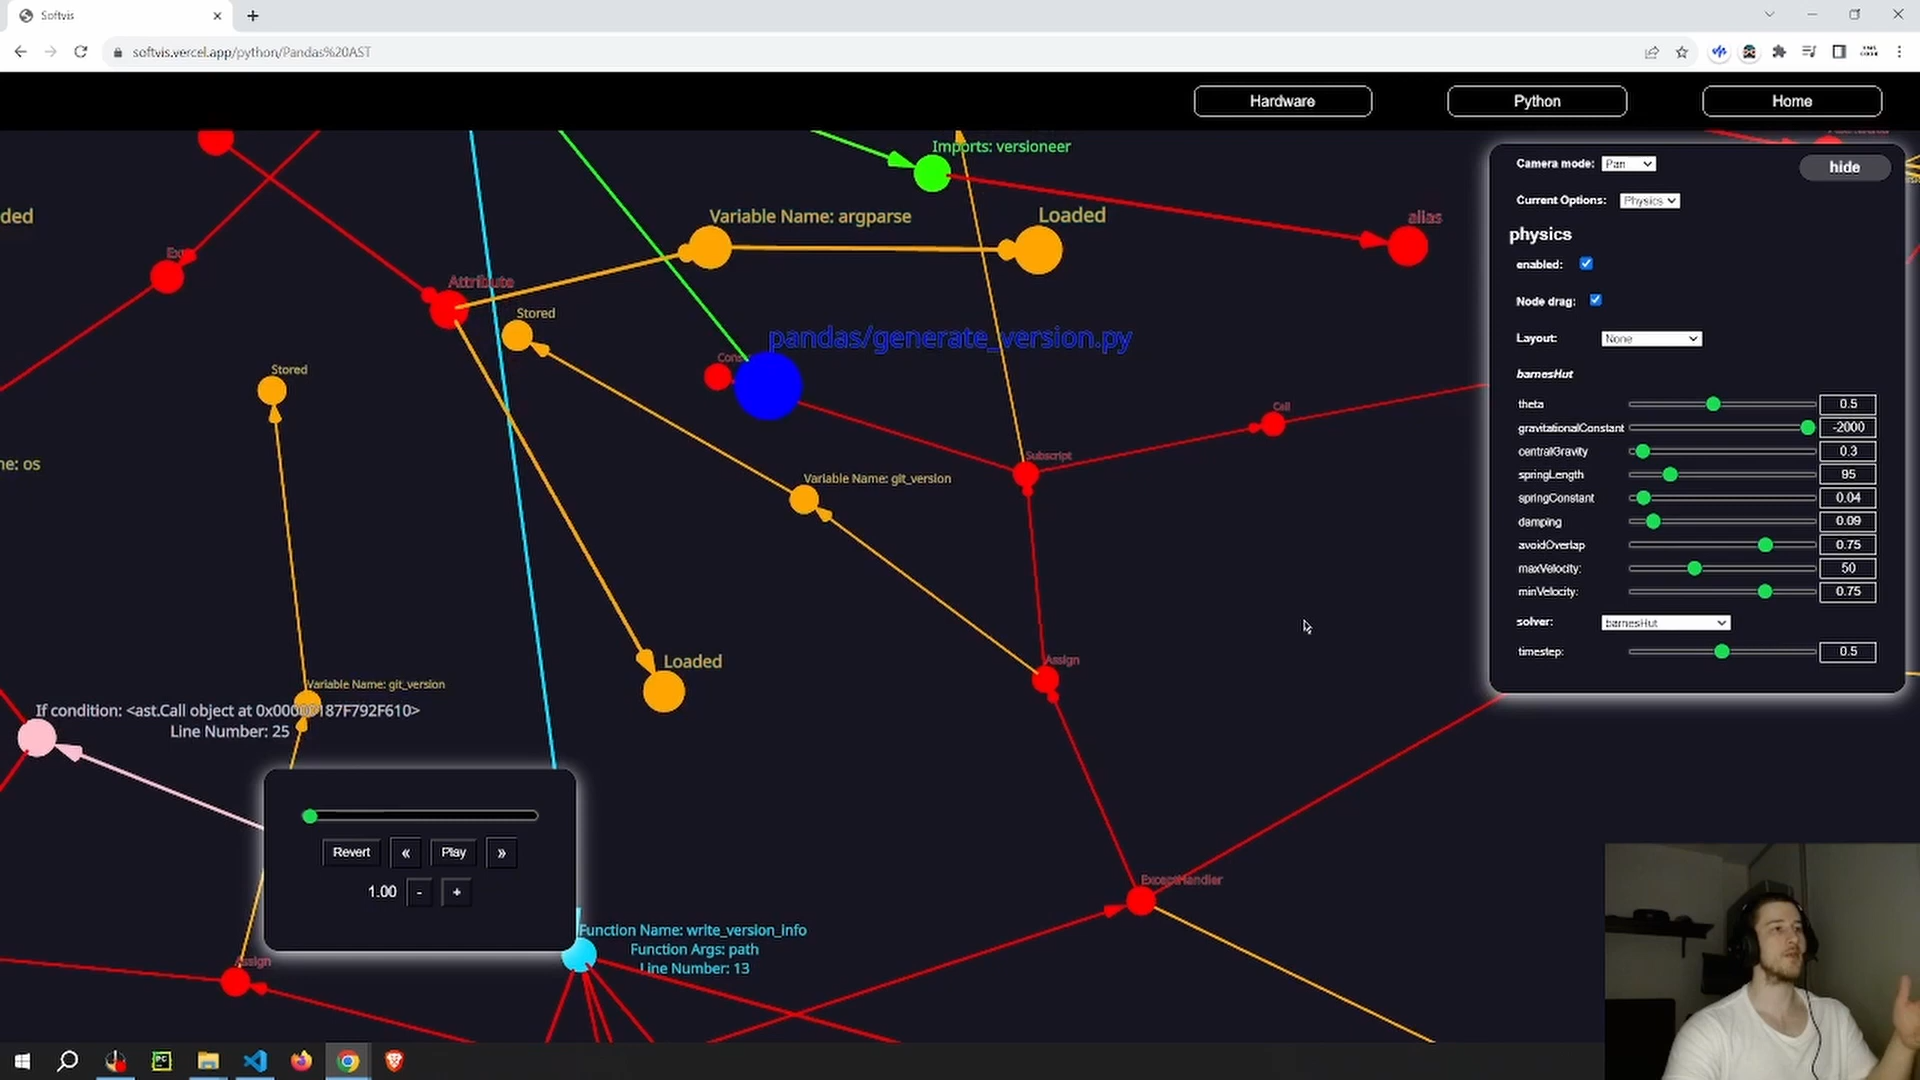 Softvis
softvis.vercel.app/python/Pandas%20AST
Hardware
Python
Home
Imports: versioneer
Camera mode:
Pan
hide
Variable Name: argparse
Loaded
alias
Current Options:
Physics
ded
physics
Attribute
enabled:
Stored
Node drag:
pandas/generate_version.py
Layout:
None
Stored
barnesHut
theta
0.5
Call
gravitationalConstant
-2000
centralGravity
0.3
Subscript
me: os
springLength
95
Variable Name: git_version
springConstant
0.04
damping
0.09
avoidOverlap
0.75
maxVelocity:
50
minVelocity:
0.75
solver:
barnesHut
timestep:
0.5
Loaded
Assign
Variable Name: git_version
If condition: <ast.Call object at 0x00000187F792F610>
Line Number: 25
Revert
«
Play
»
1.00
-
+
ExceptHandler
Function Name: write_version_info
Function Args: path
Line Number: 13
Assign